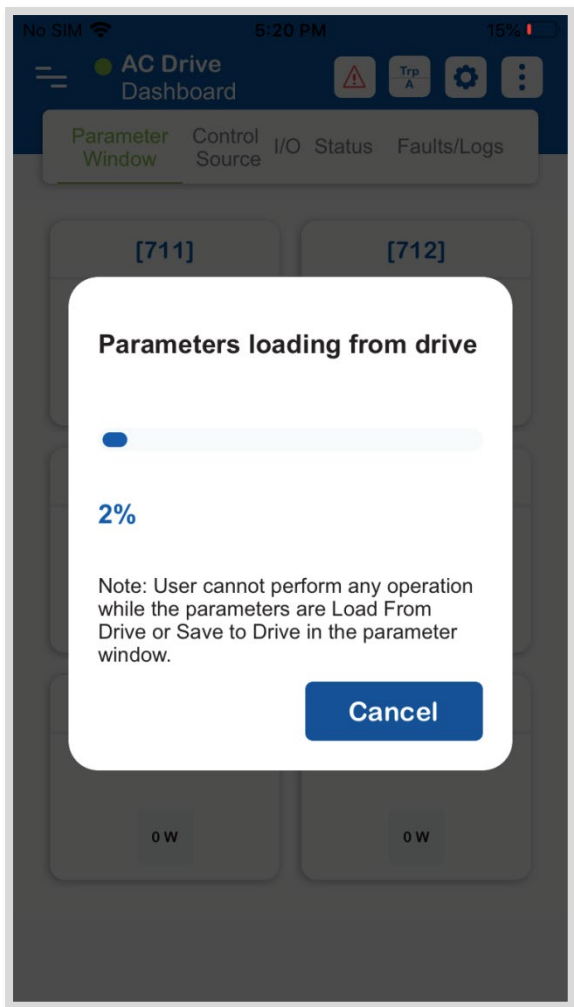 No SIM 5:20 PM 15%
AC Drive
Dashboard
Trp
A
Parameter Window Control Source I/O Status Faults/Logs
[711] [712]
Parameters loading from drive
2%
Note: User cannot perform any operation
while the parameters are Load From
Drive or Save to Drive in the parameter
window.
Cancel
0 W 0 W